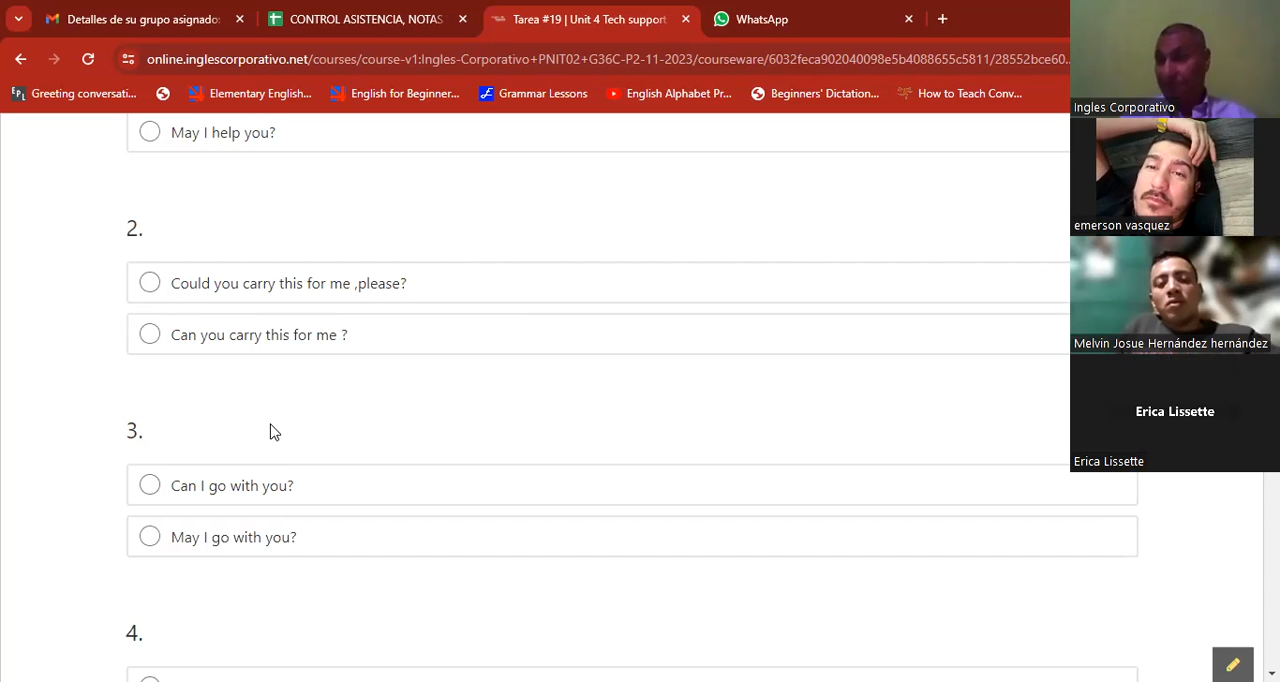 Detalles de su grupo asignado:
CONTROL ASISTENCIA, NOTAS
Tarea #19 | Unit 4 Tech support
WhatsApp
online.inglescorporativo.net/courses/course-v1:Ingles-Corporativo+PNIT02+G36C-P2-11-2023/courseware/6032feca902040098e5b4088655c5811/28552bce60...
Greeting conversati...
Elementary English...
English for Beginner...
Grammar Lessons
English Alphabet Pr...
Beginners' Dictation...
How to Teach Conv...
May I help you?
2.
Could you carry this for me ,please?
Can you carry this for me ?
3.
Can I go with you?
May I go with you?
4.
Ingles Corporativo
emerson vasquez
Melvin Josue Hernández hernández
Erica Lissette
Erica Lissette